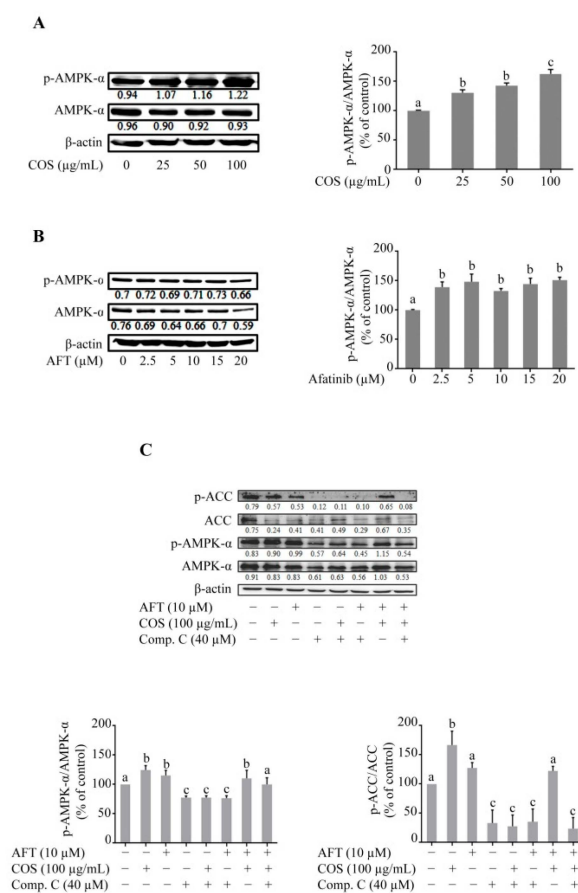 A
p-AMPK-α
0.94 1.07 1.16 1.22
AMPK-α
0.96 0.90 0.92 0.93
β-actin
COS (µg/mL) 0 25 50 100
p-AMPK-α/AMPK-α
(% of control)
200
150
100
50
0
a b b c
0 25 50 100
COS (µg/mL)
B
p-AMPK-α
0.7 0.72 0.69 0.71 0.73 0.66
AMPK-α
0.76 0.69 0.64 0.66 0.7 0.59
β-actin
AFT (µM) 0 2.5 5 10 15 20
p-AMPK-α/AMPK-α
(% of control)
200
150
100
50
0
a b b b b b
0 2.5 5 10 15 20
Afatinib (µM)
C
p-ACC
0.79 0.57 0.53 0.12 0.11 0.10 0.65 0.08
ACC
0.75 0.24 0.41 0.41 0.49 0.29 0.67 0.35
p-AMPK-α
0.83 0.90 0.99 0.57 0.64 0.45 1.15 0.54
AMPK-α
0.91 0.83 0.83 0.61 0.63 0.56 1.03 0.53
β-actin
AFT (10 µM) − − + − − + + +
COS (100 µg/mL) − + − − + − + +
Comp. C (40 µM) − − − + + + − +
p-AMPK-α/AMPK-α
(% of control)
200
150
100
50
0
a b b c c c b a
AFT (10 µM) − − + − − + + +
COS (100 µg/mL) − + − − + − + +
Comp. C (40 µM) − − − + + + − +
p-ACC/ACC
(% of control)
200
150
100
50
0
a b a c c c a c
AFT (10 µM) − − + − − + + +
COS (100 µg/mL) − + − − + − + +
Comp. C (40 µM) − − − + + + − +